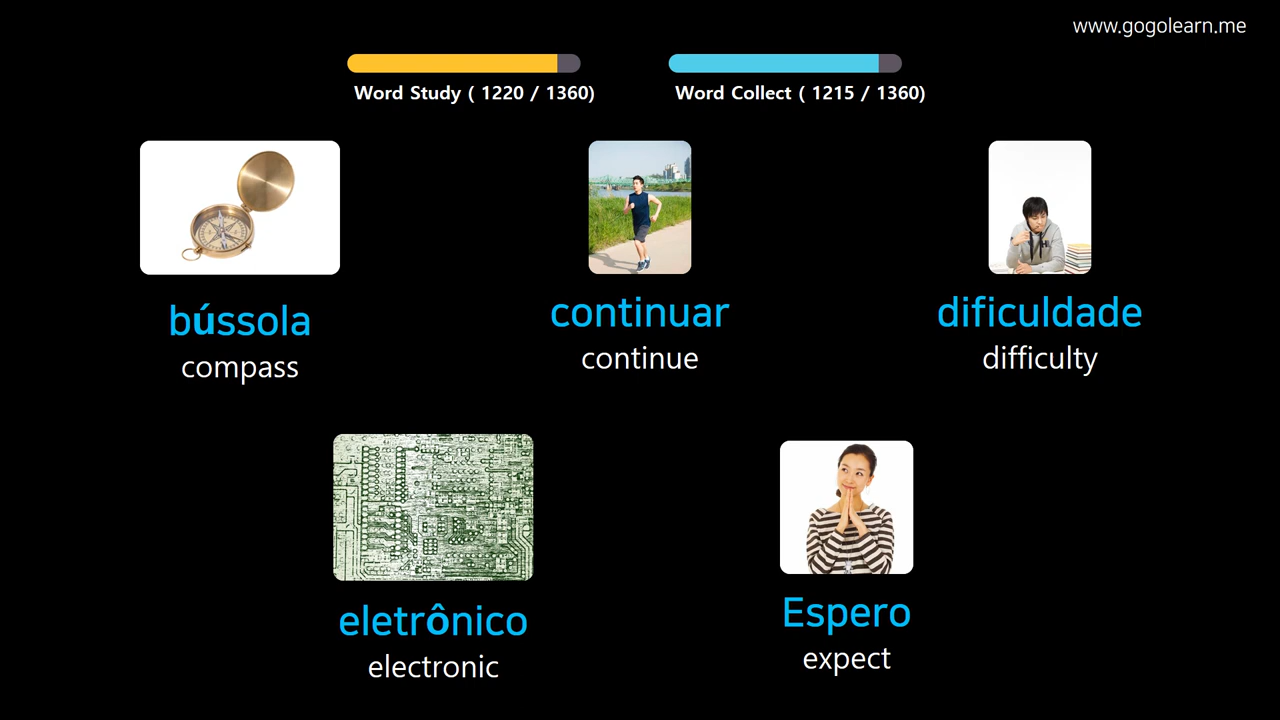 www.gogolearn.me
Word Study ( 1220 / 1360)
Word Collect ( 1215 / 1360)
bússola
compass
continuar
continue
dificuldade
difficulty
eletrônico
electronic
Espero
expect